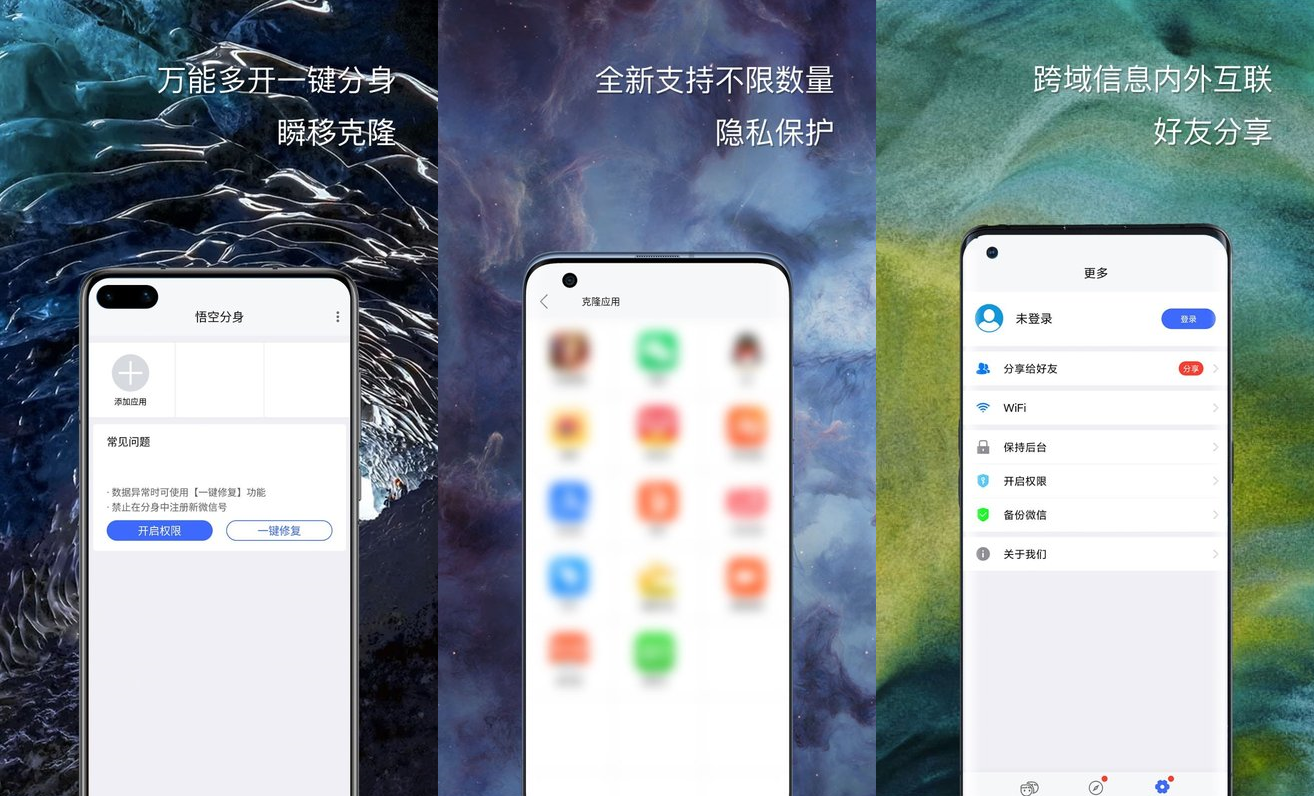 万能多开一键分身
瞬移克隆
悟空分身
添加应用
常见问题
· 数据异常时可使用【一键修复】功能
· 禁止在分身中注册新微信号
开启权限
一键修复
全新支持不限数量
隐私保护
克隆应用
跨域信息内外互联
好友分享
更多
未登录
登录
分享给好友
分享
WiFi
保持后台
开启权限
备份微信
关于我们